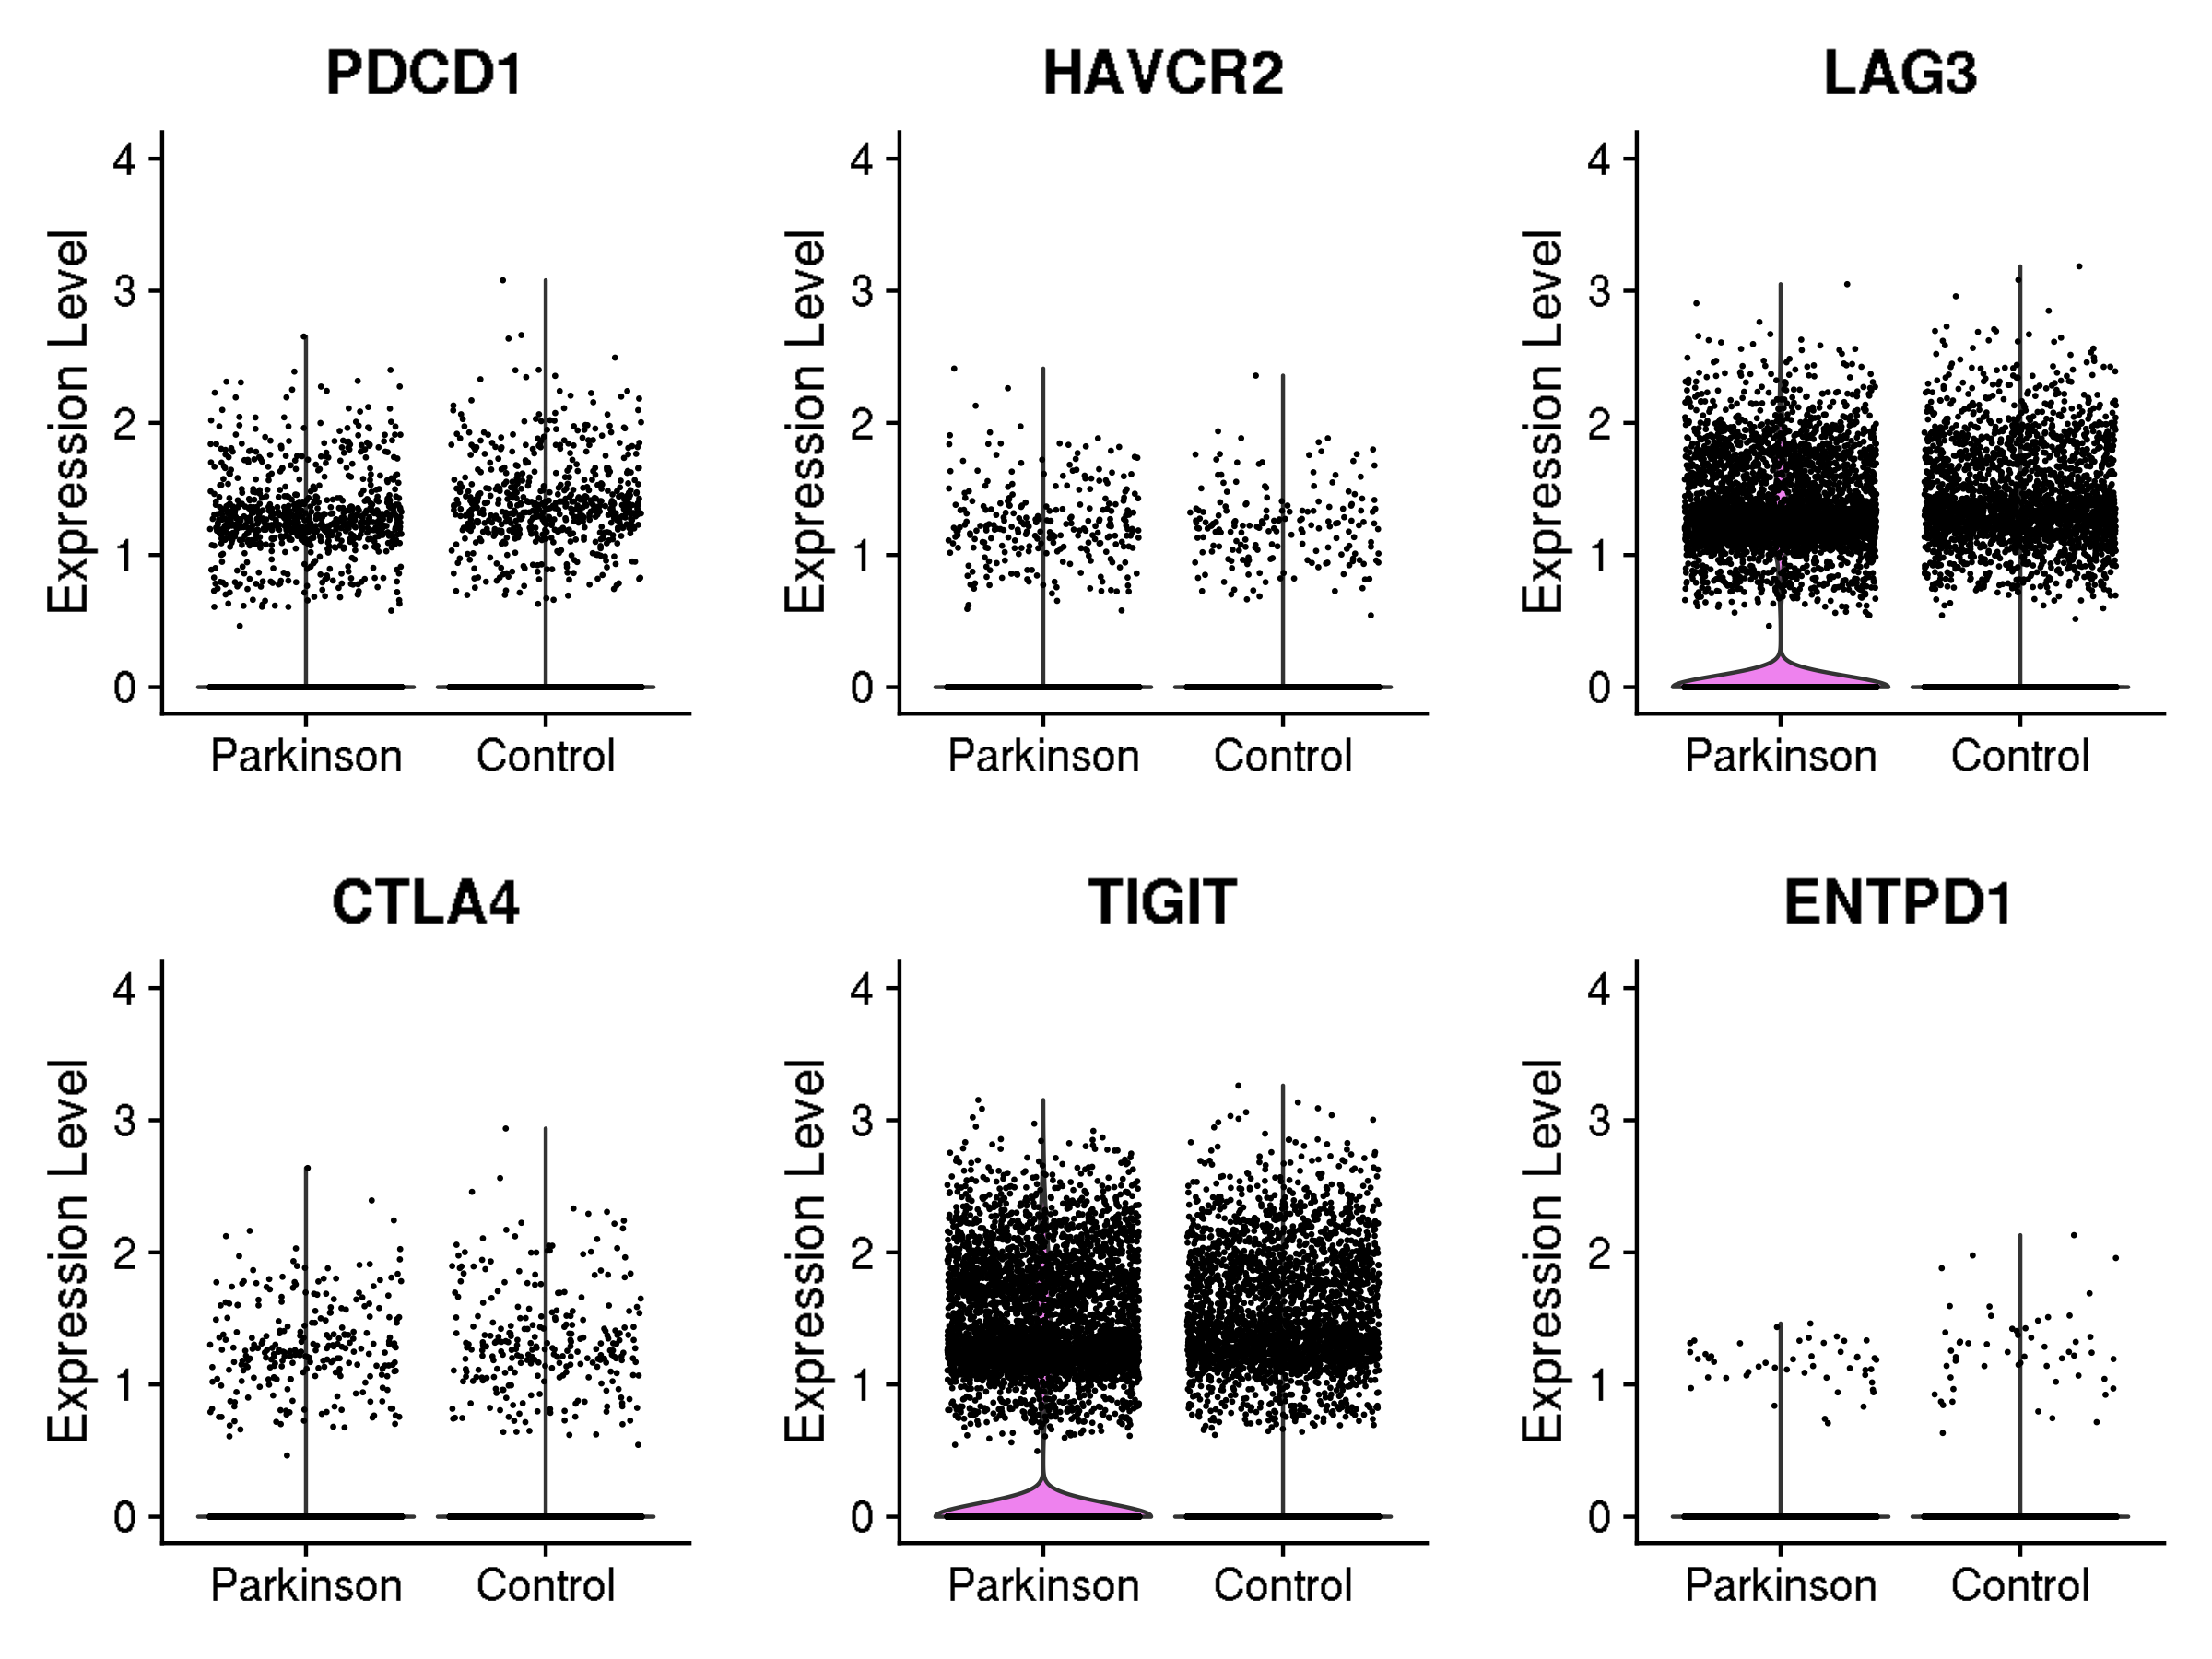 PDCD1
Expression Level
4
3
2
1
0
Parkinson
Control
HAVCR2
Expression Level
4
3
2
1
0
Parkinson
Control
LAG3
Expression Level
4
3
2
1
0
Parkinson
Control
CTLA4
Expression Level
4
3
2
1
0
Parkinson
Control
TIGIT
Expression Level
4
3
2
1
0
Parkinson
Control
ENTPD1
Expression Level
4
3
2
1
0
Parkinson
Control